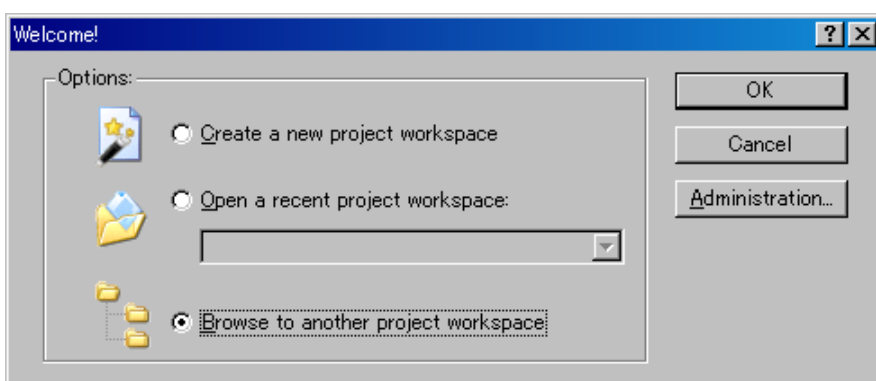 Welcome!
Options:
Create a new project workspace
Open a recent project workspace:
Browse to another project workspace
OK
Cancel
Administration...